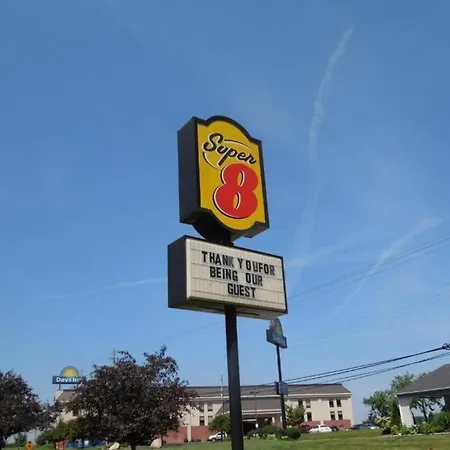 Super
8
THANK YOUFOR
BEING OUR
GUEST
Days Inn